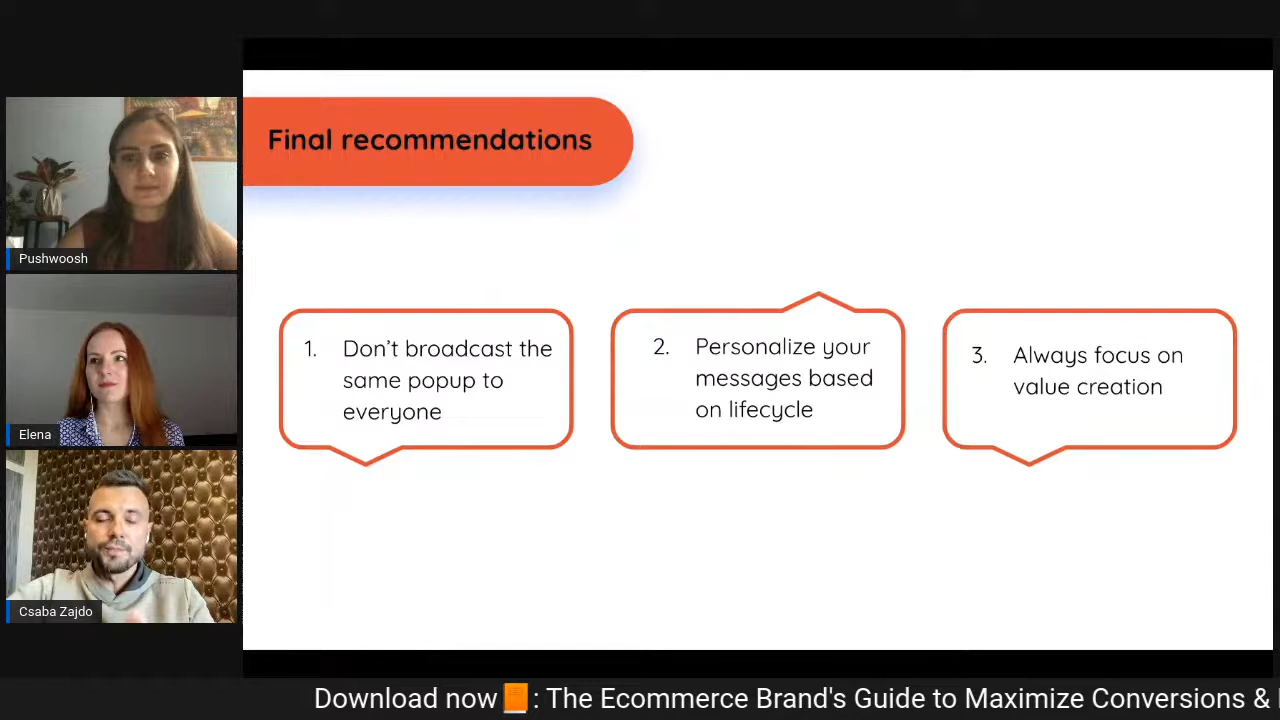 Final recommendations
Pushwoosh
Elena
Csaba Zajdo
1. Don't broadcast the
same popup to
everyone
2. Personalize your
messages based
on lifecycle
3. Always focus on
value creation
Download now📙: The Ecommerce Brand's Guide to Maximize Conversions &